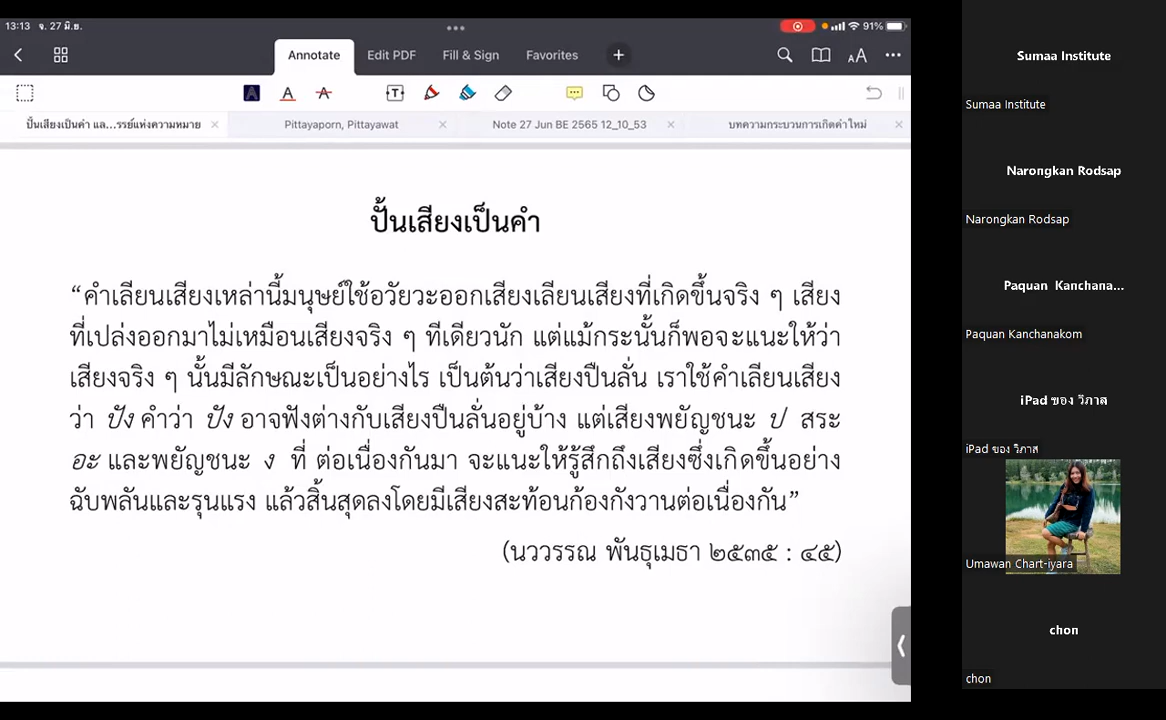 13:13 จ. 27 มิ.ย.
91%
Annotate Edit PDF Fill & Sign Favorites
ปั้นเสียงเป็นคำ แล...รรย์แห่งความหมาย Pittayaporn, Pittayawat Note 27 Jun BE 2565 12_10_53 บทความกระบวนการเกิดคำใหม่
ปั้นเสียงเป็นคำ
“คำเลียนเสียงเหล่านี้มนุษย์ใช้อวัยวะออกเสียงเลียนเสียงที่เกิดขึ้นจริง ๆ เสียง
ที่เปล่งออกมาไม่เหมือนเสียงจริง ๆ ทีเดียวนัก แต่แม้กระนั้นก็พอจะแนะให้ว่า
เสียงจริง ๆ นั้นมีลักษณะเป็นอย่างไร เป็นต้นว่าเสียงปืนลั่น เราใช้คำเลียนเสียง
ว่า ปัง คำว่า ปัง อาจฟังต่างกับเสียงปืนลั่นอยู่บ้าง แต่เสียงพยัญชนะ ป สระ
อะ และพยัญชนะ ง ที่ ต่อเนื่องกันมา จะแนะให้รู้สึกถึงเสียงซึ่งเกิดขึ้นอย่าง
ฉับพลันและรุนแรง แล้วสิ้นสุดลงโดยมีเสียงสะท้อนก้องกังวานต่อเนื่องกัน”
(นววรรณ พันธุเมธา ๒๕๓๕ : ๔๕)
Sumaa Institute
Sumaa Institute
Narongkan Rodsap
Narongkan Rodsap
Paquan Kanchana...
Paquan Kanchanakom
iPad ของ วิภาส
iPad ของ วิภาส
Umawan Chart-iyara
chon
chon